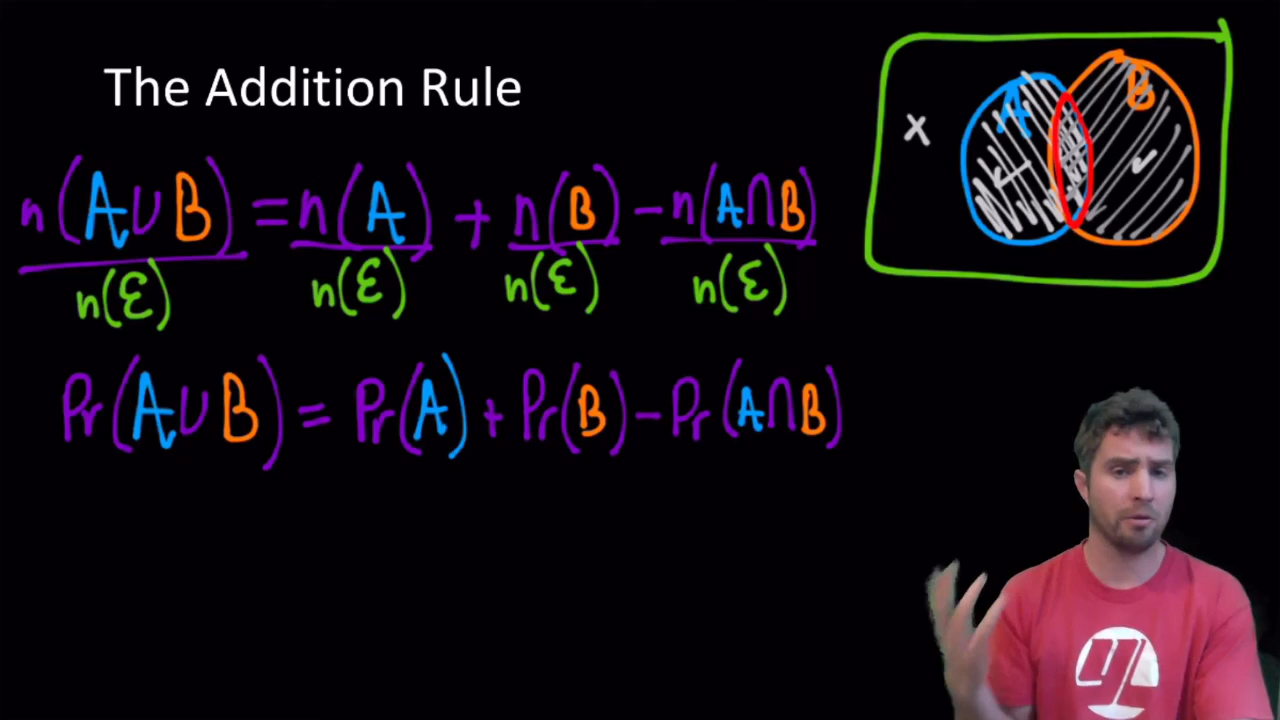 The Addition Rule
n(A∪B) = n(A) + n(B) − n(A∩B)
n(ℰ) n(ℰ) n(ℰ) n(ℰ)
Pr(A∪B) = Pr(A) + Pr(B) − Pr(A∩B)
A B
x